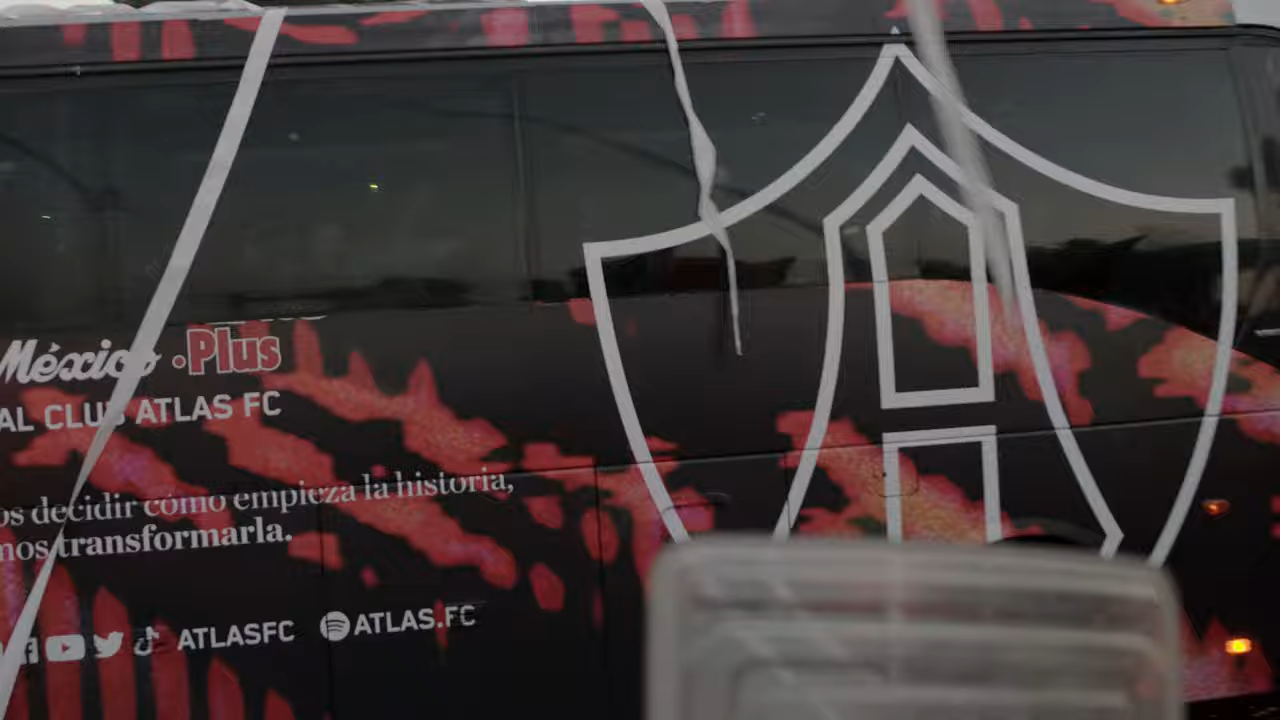 México Plus
AL CLUB ATLAS FC
os decidir cómo empieza la historia,
mos transformarla.
ATLASFC ATLAS.FC